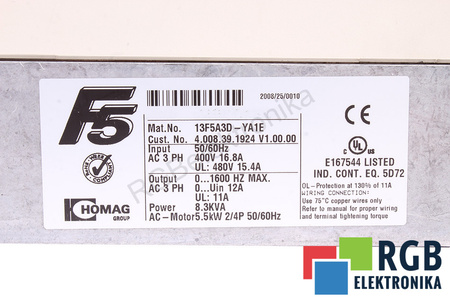 2008/25/0010
F5
Mat.No. 13F5A3D-YA1E
Cust. No. 4.008.39.1924 V1.00.00
Input 50/60Hz
AC 3 PH 400V 16.8A
UL: 480V 15.4A
Output 0...1600 HZ MAX.
AC 3 PH 0...Uin 12A
UL: 11A
Power 8.3KVA
AC-Motor 5.5kW 2/4P 50/60Hz
HOMAG
GROUP
CE
C UL US
E167544 LISTED
IND. CONT. EQ. 5D72
OL-Protection at 130% of 11A
WIRING CONNECTION:
Use 75°C copper wires only
Refer to manual for proper wiring and
terminal tightening torque
RGB Elektronika
RGB
ELEKTRONIKA